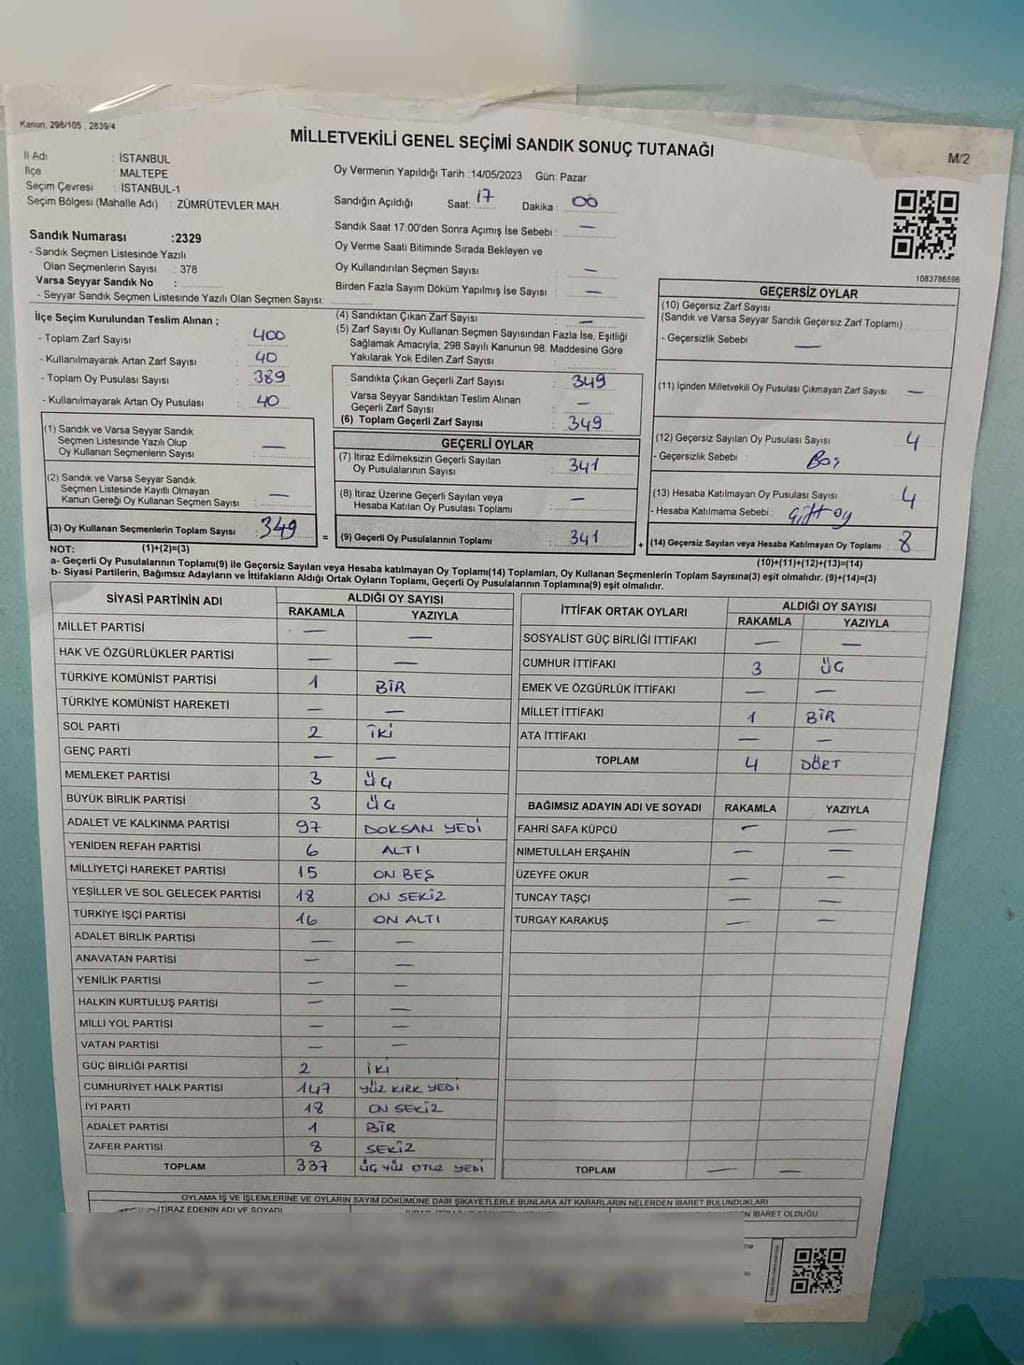 Kanun: 298/105 , 2839/4
MİLLETVEKİLİ GENEL SEÇİMİ SANDIK SONUÇ TUTANAĞI
M/2
İl Adı : İSTANBUL
İlçe : MALTEPE
Seçim Çevresi : İSTANBUL-1
Seçim Bölgesi (Mahalle Adı) : ZÜMRÜTEVLER MAH.
Oy Vermenin Yapıldığı Tarih :14/05/2023 Gün: Pazar
Sandığın Açıldığı Saat: 17 Dakika : 00
Sandık Saat 17:00'den Sonra Açımış İse Sebebi : —
Oy Verme Saati Bitiminde Sırada Bekleyen ve
Oy Kullandırılan Seçmen Sayısı : —
Birden Fazla Sayım Döküm Yapılmış İse Sayısı : —
Sandık Numarası :2329
- Sandık Seçmen Listesinde Yazılı
Olan Seçmenlerin Sayısı : 378
Varsa Seyyar Sandık No :
- Seyyar Sandık Seçmen Listesinde Yazılı Olan Seçmen Sayısı:
İlçe Seçim Kurulundan Teslim Alınan ;
- Toplam Zarf Sayısı : 400
- Kullanılmayarak Artan Zarf Sayısı : 40
- Toplam Oy Pusulası Sayısı : 389
- Kullanılmayarak Artan Oy Pusulası : 40
(1) Sandık ve Varsa Seyyar Sandık
Seçmen Listesinde Yazılı Olup
Oy Kullanan Seçmenlerin Sayısı : —
(2) Sandık ve Varsa Seyyar Sandık
Seçmen Listesinde Kayıtlı Olmayan
Kanun Gereği Oy Kullanan Seçmen Sayısı : —
(3) Oy Kullanan Seçmenlerin Toplam Sayısı : 349
(4) Sandıktan Çıkan Zarf Sayısı : —
(5) Zarf Sayısı Oy Kullanan Seçmen Sayısından Fazla İse, Eşitliği
Sağlamak Amacıyla, 298 Sayılı Kanunun 98. Maddesine Göre
Yakılarak Yok Edilen Zarf Sayısı :
Sandıkta Çıkan Geçerli Zarf Sayısı : 349
Varsa Seyyar Sandıktan Teslim Alınan
Geçerli Zarf Sayısı : —
(6) Toplam Geçerli Zarf Sayısı : 349
GEÇERLİ OYLAR
(7) İtiraz Edilmeksizin Geçerli Sayılan
Oy Pusulalarının Sayısı : 341
(8) İtiraz Üzerine Geçerli Sayılan veya
Hesaba Katılan Oy Pusulası Toplamı : —
= (9) Geçerli Oy Pusulalarının Toplamı : 341
1083786596
GEÇERSİZ OYLAR
(10) Geçersiz Zarf Sayısı
(Sandık ve Varsa Seyyar Sandık Geçersiz Zarf Toplamı) :
- Geçersizlik Sebebi : —
(11) İçinden Milletvekili Oy Pusulası Çıkmayan Zarf Sayısı : —
(12) Geçersiz Sayılan Oy Pusulası Sayısı : 4
- Geçersizlik Sebebi : Boş
(13) Hesaba Katılmayan Oy Pusulası Sayısı : 4
- Hesaba Katılmama Sebebi : Çift oy
+ (14) Geçersiz Sayılan veya Hesaba Katılmayan Oy Toplamı : 8
NOT: (1)+(2)=(3)
(10)+(11)+(12)+(13)=(14)
a- Geçerli Oy Pusulalarının Toplamı(9) ile Geçersiz Sayılan veya Hesaba katılmayan Oy Toplamı(14) Toplamları, Oy Kullanan Seçmenlerin Toplam Sayısına(3) eşit olmalıdır. (9)+(14)=(3)
b- Siyasi Partilerin, Bağımsız Adayların ve İttifakların Aldığı Ortak Oyların Toplamı, Geçerli Oy Pusulalarının Toplamına(9) eşit olmalıdır.
SİYASİ PARTİNİN ADI ALDIĞI OY SAYISI
RAKAMLA YAZIYLA
MİLLET PARTİSİ — —
HAK VE ÖZGÜRLÜKLER PARTİSİ — —
TÜRKİYE KOMÜNİST PARTİSİ 1 BİR
TÜRKİYE KOMÜNİST HAREKETİ — —
SOL PARTİ 2 İKİ
GENÇ PARTİ — —
MEMLEKET PARTİSİ 3 ÜÇ
BÜYÜK BİRLİK PARTİSİ 3 ÜÇ
ADALET VE KALKINMA PARTİSİ 97 DOKSAN YEDİ
YENİDEN REFAH PARTİSİ 6 ALTI
MİLLİYETÇİ HAREKET PARTİSİ 15 ON BEŞ
YEŞİLLER VE SOL GELECEK PARTİSİ 18 ON SEKİZ
TÜRKİYE İŞÇİ PARTİSİ 16 ON ALTI
ADALET BİRLİK PARTİSİ — —
ANAVATAN PARTİSİ — —
YENİLİK PARTİSİ — —
HALKIN KURTULUŞ PARTİSİ — —
MİLLİ YOL PARTİSİ — —
VATAN PARTİSİ — —
GÜÇ BİRLİĞİ PARTİSİ 2 İKİ
CUMHURİYET HALK PARTİSİ 147 YÜZ KIRK YEDİ
İYİ PARTİ 18 ON SEKİZ
ADALET PARTİSİ 1 BİR
ZAFER PARTİSİ 8 SEKİZ
TOPLAM 337 ÜÇ YÜZ OTUZ YEDİ
İTTİFAK ORTAK OYLARI ALDIĞI OY SAYISI
RAKAMLA YAZIYLA
SOSYALİST GÜÇ BİRLİĞİ İTTİFAKI — —
CUMHUR İTTİFAKI 3 ÜÇ
EMEK VE ÖZGÜRLÜK İTTİFAKI — —
MİLLET İTTİFAKI 1 BİR
ATA İTTİFAKI — —
TOPLAM 4 DÖRT
BAĞIMSIZ ADAYIN ADI VE SOYADI RAKAMLA YAZIYLA
FAHRİ SAFA KÜPCÜ — —
NİMETULLAH ERŞAHİN — —
ÜZEYFE OKUR — —
TUNCAY TAŞÇI — —
TURGAY KARAKUŞ — —
TOPLAM — —
OYLAMA İŞ VE İŞLEMLERİNE VE OYLARIN SAYIM DÖKÜMÜNE DAİR ŞİKAYETLERLE BUNLARA AİT KARARLARIN NELERDEN İBARET BULUNDUKLARI
İTİRAZ EDENİN ADI VE SOYADI
EN İBARET OLDUĞU